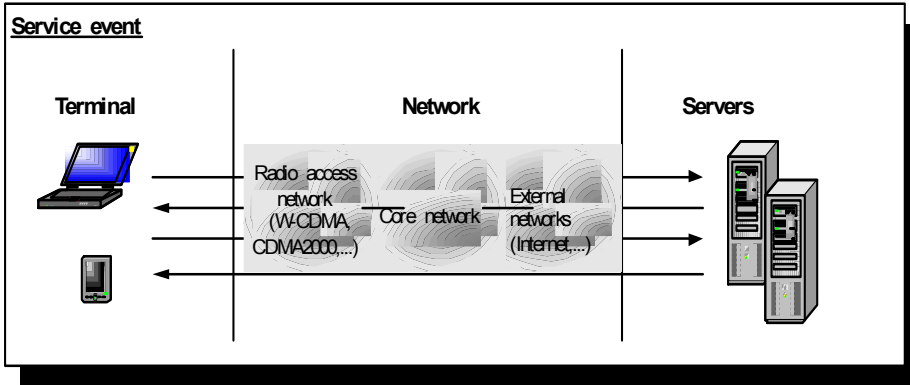 Service event
Terminal
Network
Servers
Radio access
network
(W-CDMA,
CDMA2000,...)
Core network
External
networks
(Internet,...)